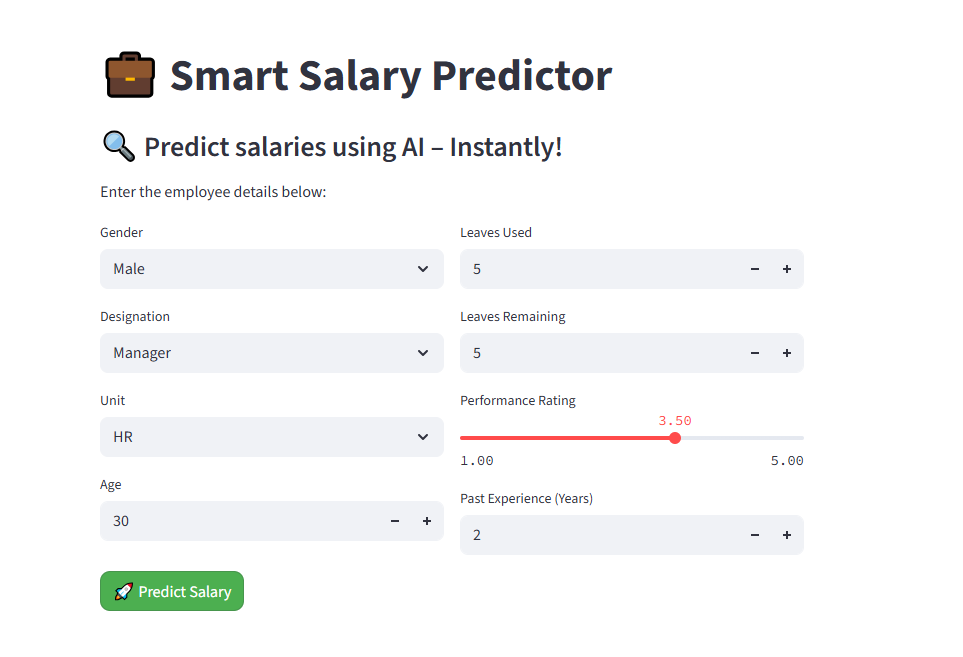 Smart Salary Predictor
Predict salaries using AI – Instantly!
Enter the employee details below:
Gender
Male
Designation
Manager
Unit
HR
Age
30
Leaves Used
5
Leaves Remaining
5
Performance Rating
3.50
1.00 5.00
Past Experience (Years)
2
Predict Salary